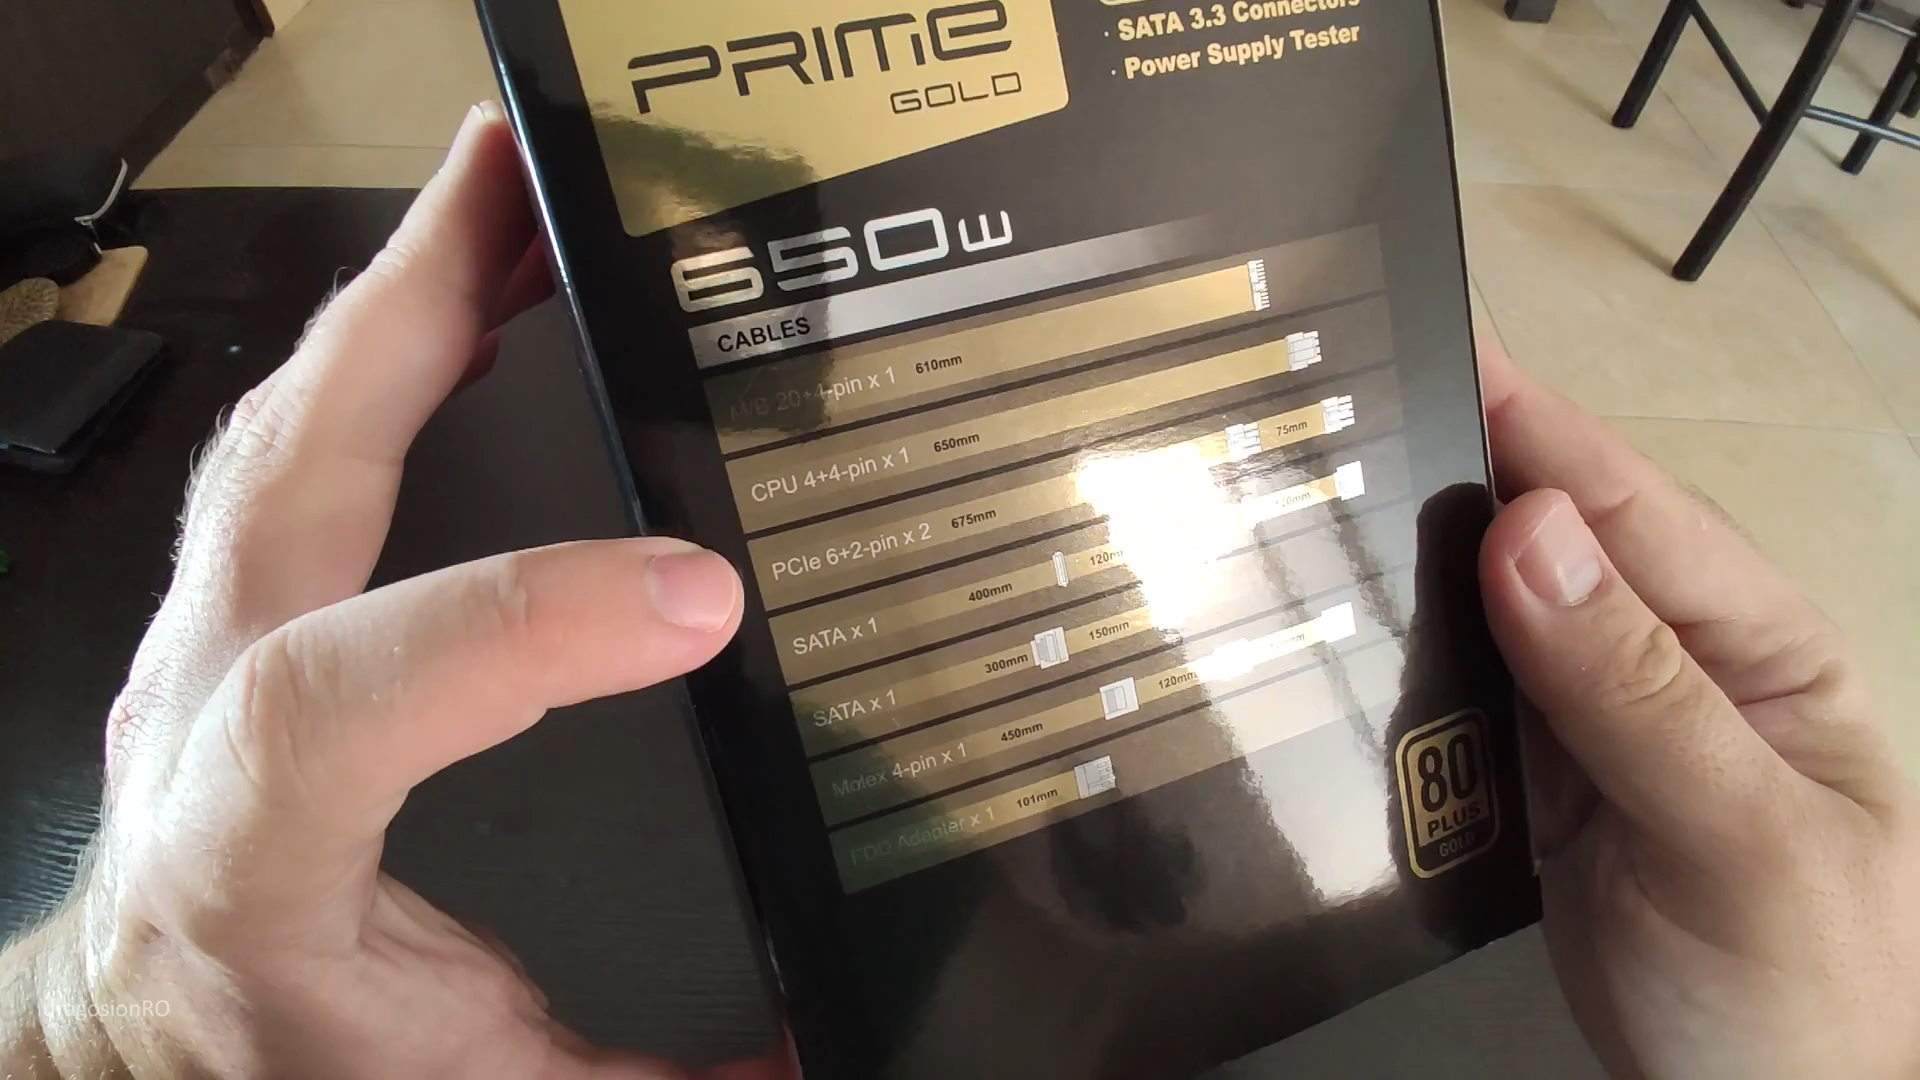 PRIME
GOLD
· SATA 3.3 Connectors
· Power Supply Tester
650W
CABLES
M/B 20+4-pin x 1 610mm
CPU 4+4-pin x 1 650mm
PCIe 6+2-pin x 2 675mm 75mm
SATA x 1 400mm 120mm
SATA x 1 300mm 150mm
Molex 4-pin x 1 450mm 120mm
FDD Adapter x 1 101mm
80
PLUS
GOLD